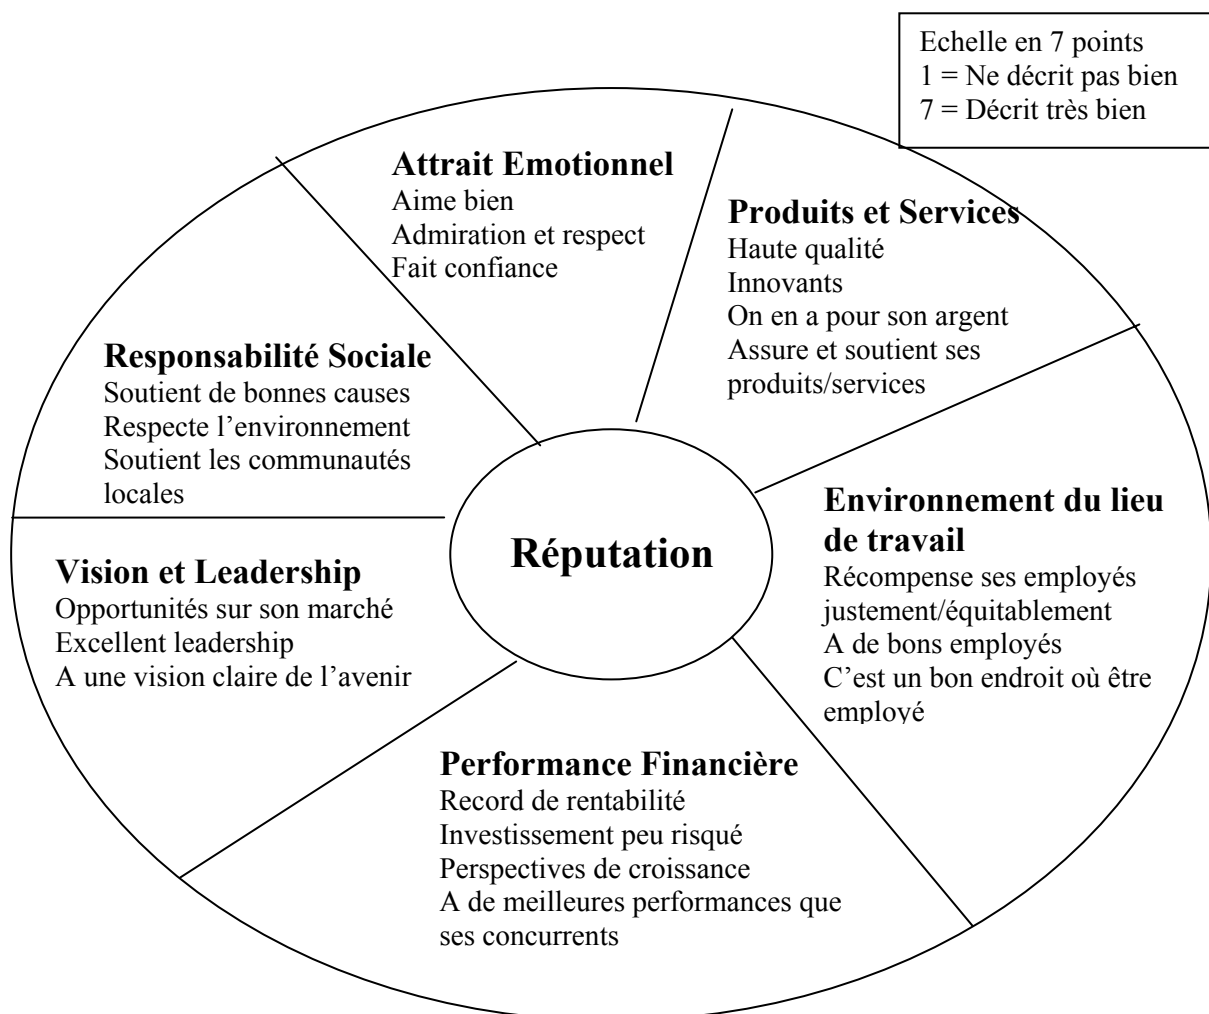 Echelle en 7 points
1 = Ne décrit pas bien
7 = Décrit très bien
Attrait Emotionnel
Aime bien
Admiration et respect
Fait confiance
Produits et Services
Haute qualité
Innovants
On en a pour son argent
Assure et soutient ses
produits/services
Responsabilité Sociale
Soutient de bonnes causes
Respecte l’environnement
Soutient les communautés
locales
Environnement du lieu
de travail
Récompense ses employés
justement/équitablement
A de bons employés
C’est un bon endroit où être
employé
Réputation
Vision et Leadership
Opportunités sur son marché
Excellent leadership
A une vision claire de l’avenir
Performance Financière
Record de rentabilité
Investissement peu risqué
Perspectives de croissance
A de meilleures performances que
ses concurrents